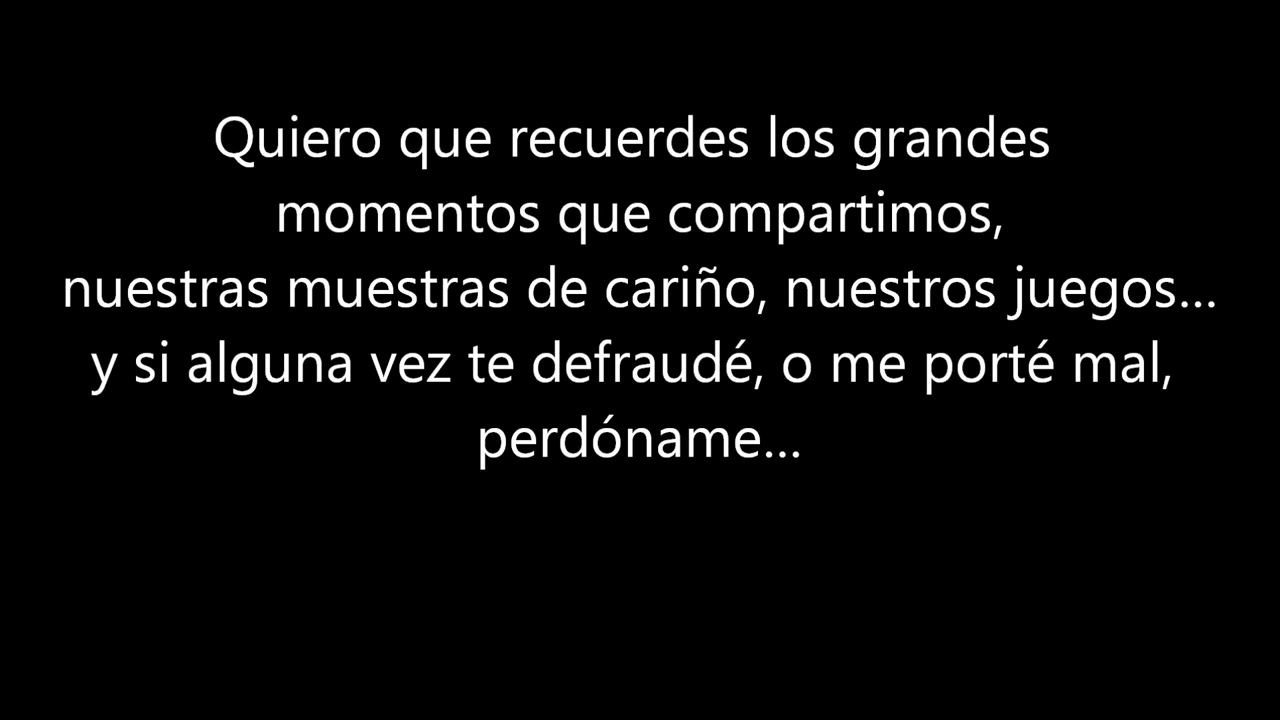 Quiero que recuerdes los grandes
momentos que compartimos,
nuestras muestras de cariño, nuestros juegos...
y si alguna vez te defraudé, o me porté mal,
perdóname...